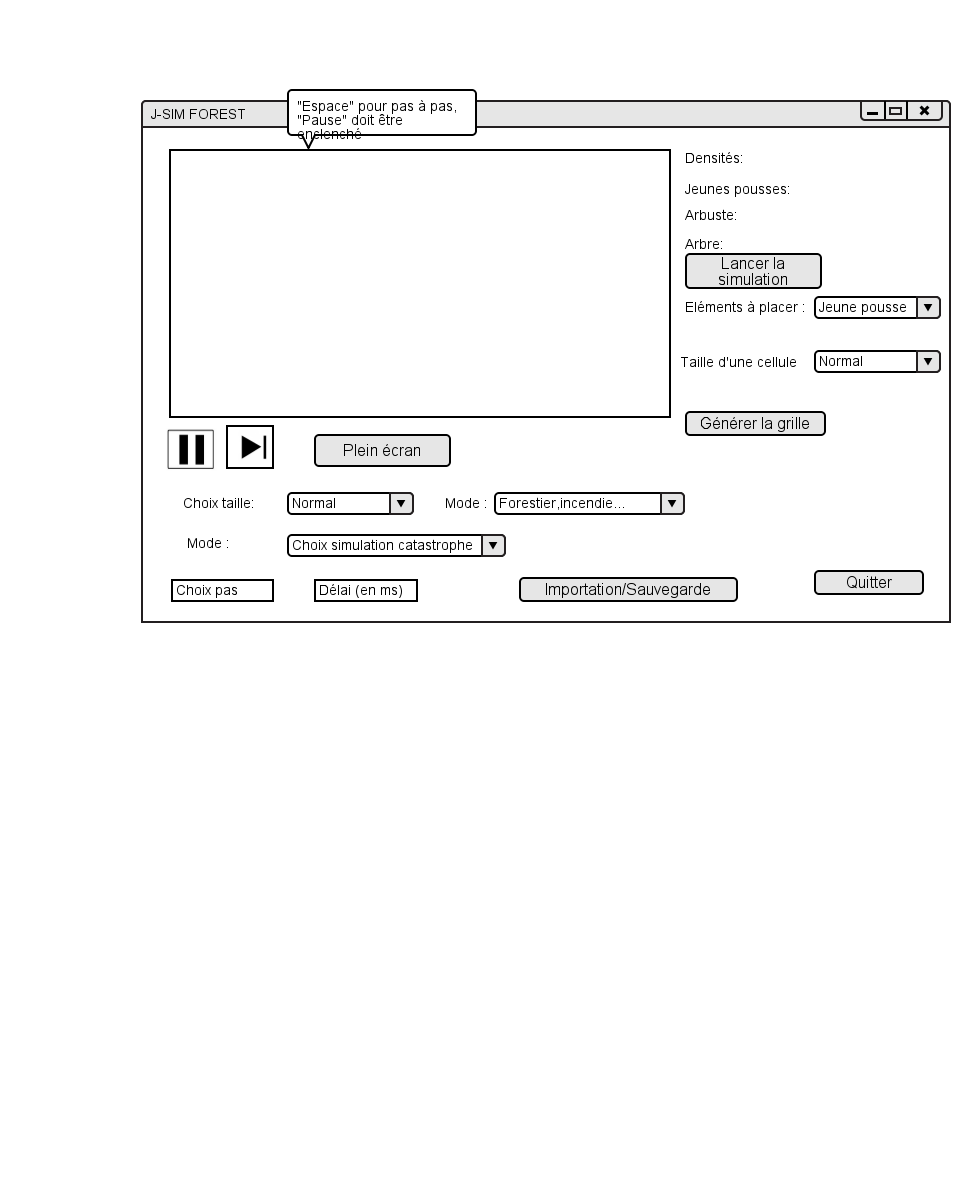 J-SIM FOREST
"Espace" pour pas à pas,
"Pause" doit être
enclenché
Densités:
Jeunes pousses:
Arbuste:
Arbre:
Lancer la
simulation
Eléments à placer : Jeune pousse
Taille d'une cellule Normal
Générer la grille
Plein écran
Choix taille: Normal Mode : Forestier,incendie...
Mode : Choix simulation catastrophe
Choix pas Délai (en ms) Importation/Sauvegarde Quitter